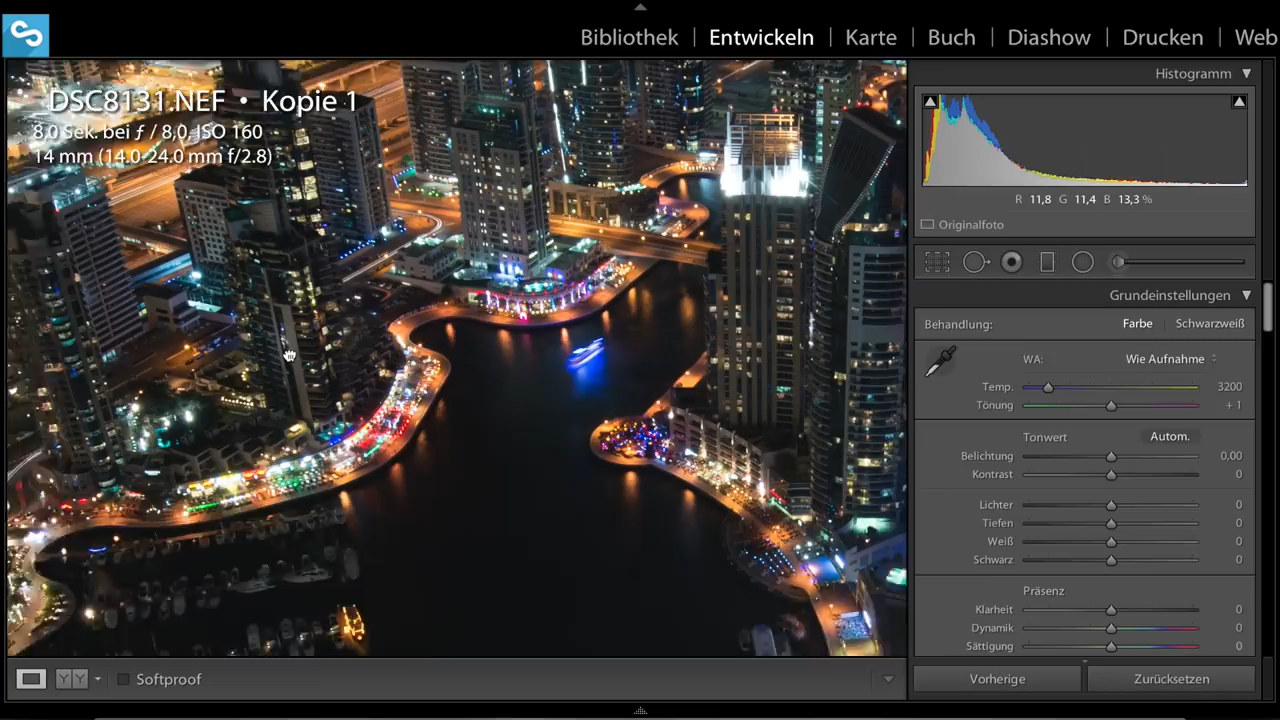 Bibliothek | Entwickeln | Karte | Buch | Diashow | Drucken | Web
DSC8131.NEF • Kopie 1
8,0 Sek. bei ƒ / 8,0, ISO 160
14 mm (14.0-24.0 mm f/2.8)
Histogramm
R 11,8 G 11,4 B 13,3 %
Originalfoto
Grundeinstellungen
Behandlung: Farbe | Schwarzweiß
WA: Wie Aufnahme
Temp. 3200
Tönung + 1
Tonwert Autom.
Belichtung 0,00
Kontrast 0
Lichter 0
Tiefen 0
Weiß 0
Schwarz 0
Präsenz
Klarheit 0
Dynamik 0
Sättigung 0
YY Softproof
Vorherige Zurücksetzen